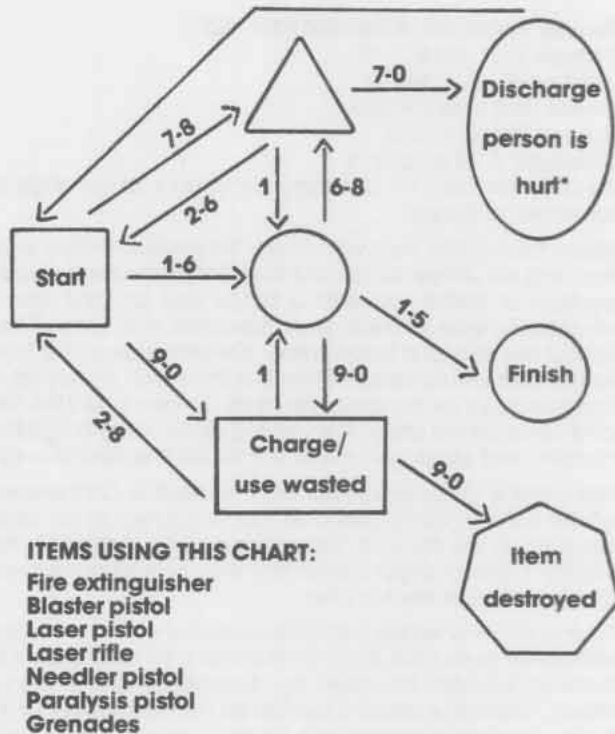 7-0
Discharge
person is
hurt*
7-8
2-6
1
6-8
Start
1-6
1-5
9-0
2-8
1
9-0
Finish
Charge/
use wasted
9-0
Item
destroyed
ITEMS USING THIS CHART:
Fire extinguisher
Blaster pistol
Laser pistol
Laser rifle
Needler pistol
Paralysis pistol
Grenades